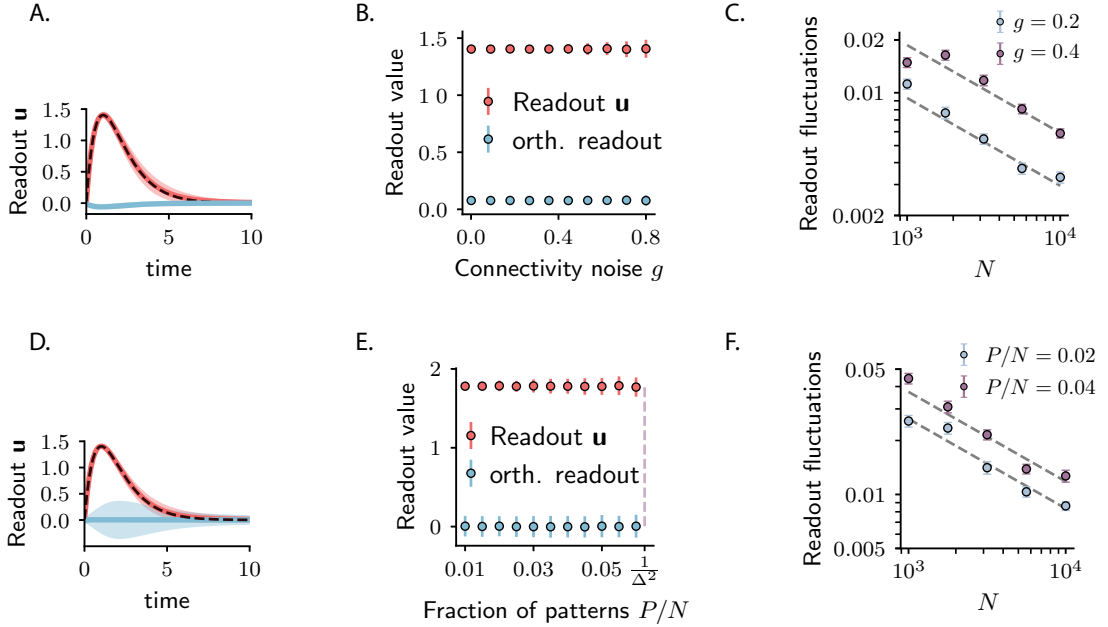 A.
Readout u
1.5
1.0
0.5
0.0
0
5
10
time
B.
Readout value
1.5
1.0
0.5
0.0
Readout u
orth. readout
0.0
0.4
0.8
Connectivity noise g
C.
Readout fluctuations
0.02
0.01
0.002
g = 0.2
g = 0.4
10³
10⁴
N
D.
Readout u
1.5
1.0
0.5
0.0
0
5
10
time
E.
Readout value
2
1
0
Readout u
orth. readout
0.01
0.03
0.05
1/Δ²
Fraction of patterns P/N
F.
Readout fluctuations
0.05
0.01
0.005
P/N = 0.02
P/N = 0.04
10³
10⁴
N